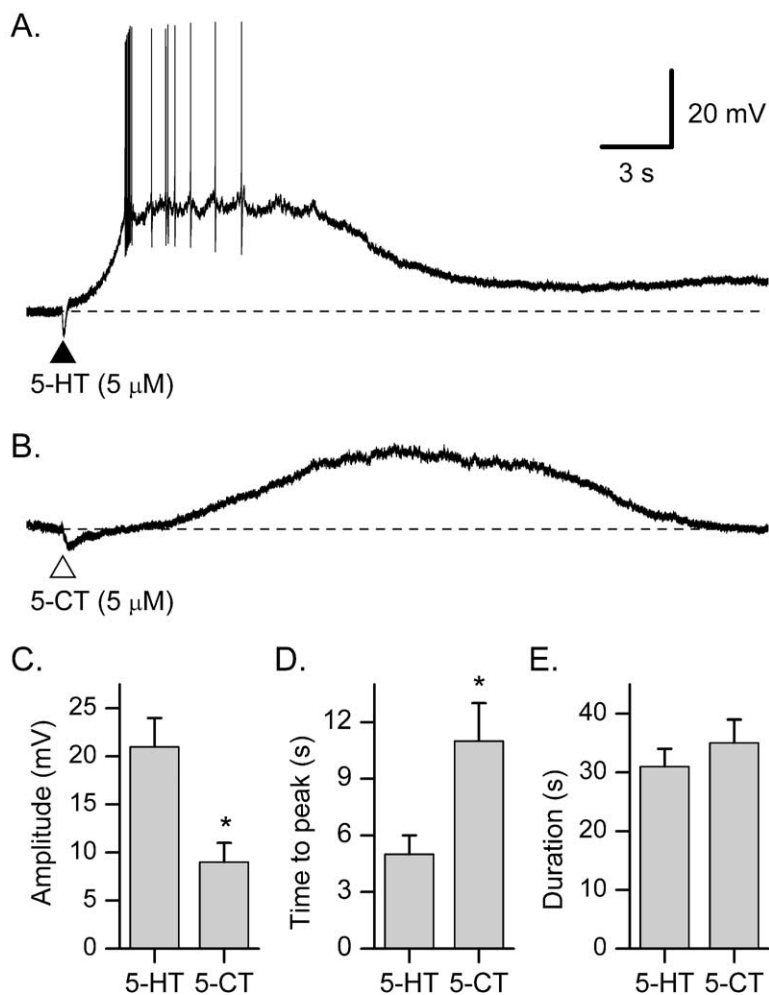 A.
20 mV
3 s
5-HT (5 μM)
B.
5-CT (5 μM)
C.
Amplitude (mV)
25
20
15
10
5
0
*
5-HT 5-CT
D.
Time to peak (s)
12
9
6
3
0
*
5-HT 5-CT
E.
Duration (s)
40
30
20
10
0
5-HT 5-CT